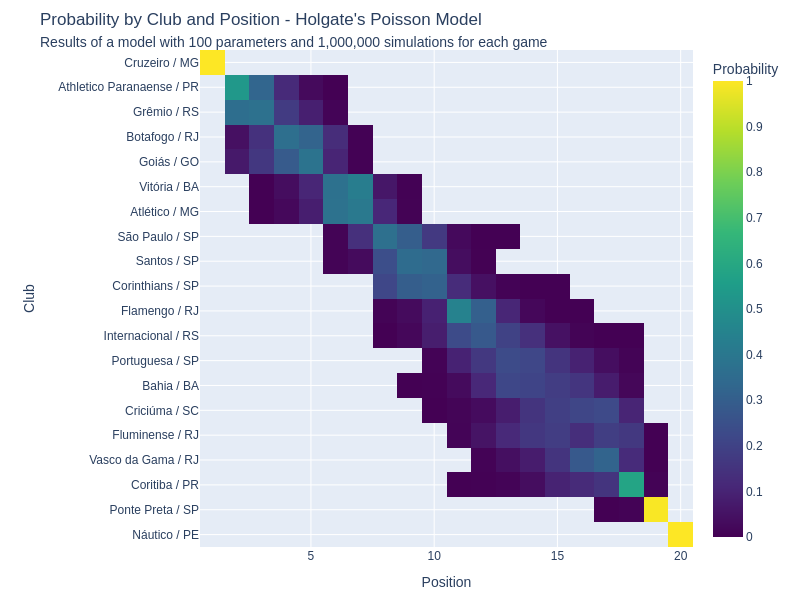 Probability by Club and Position - Holgate's Poisson Model
Results of a model with 100 parameters and 1,000,000 simulations for each game
Probability
Cruzeiro / MG
Athletico Paranaense / PR
Grêmio / RS
Botafogo / RJ
Goiás / GO
Vitória / BA
Atlético / MG
São Paulo / SP
Santos / SP
Corinthians / SP
Flamengo / RJ
Internacional / RS
Portuguesa / SP
Bahia / BA
Criciúma / SC
Fluminense / RJ
Vasco da Gama / RJ
Coritiba / PR
Ponte Preta / SP
Náutico / PE
Club
5
10
15
20
Position
1
0.9
0.8
0.7
0.6
0.5
0.4
0.3
0.2
0.1
0